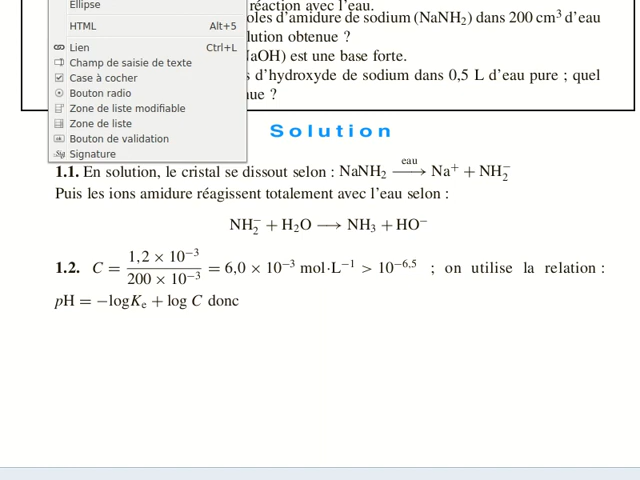 Ellipse
HTML Alt+5
Lien Ctrl+L
Champ de saisie de texte
Case à cocher
Bouton radio
Zone de liste modifiable
Zone de liste
Bouton de validation
Signature
réaction avec l'eau.
oles d'amidure de sodium (NaNH₂) dans 200 cm³ d'eau
lution obtenue ?
aOH) est une base forte.
s d'hydroxyde de sodium dans 0,5 L d'eau pure ; quel
nue ?
Solution
1.1. En solution, le cristal se dissout selon : NaNH₂ —eau→ Na⁺ + NH₂⁻
Puis les ions amidure réagissent totalement avec l'eau selon :
NH₂⁻ + H₂O ⟶ NH₃ + HO⁻
1.2. C = (1,2 × 10⁻³)/(200 × 10⁻³) = 6,0 × 10⁻³ mol·L⁻¹ > 10⁻⁶,⁵ ; on utilise la relation :
pH = −logKₑ + log C donc